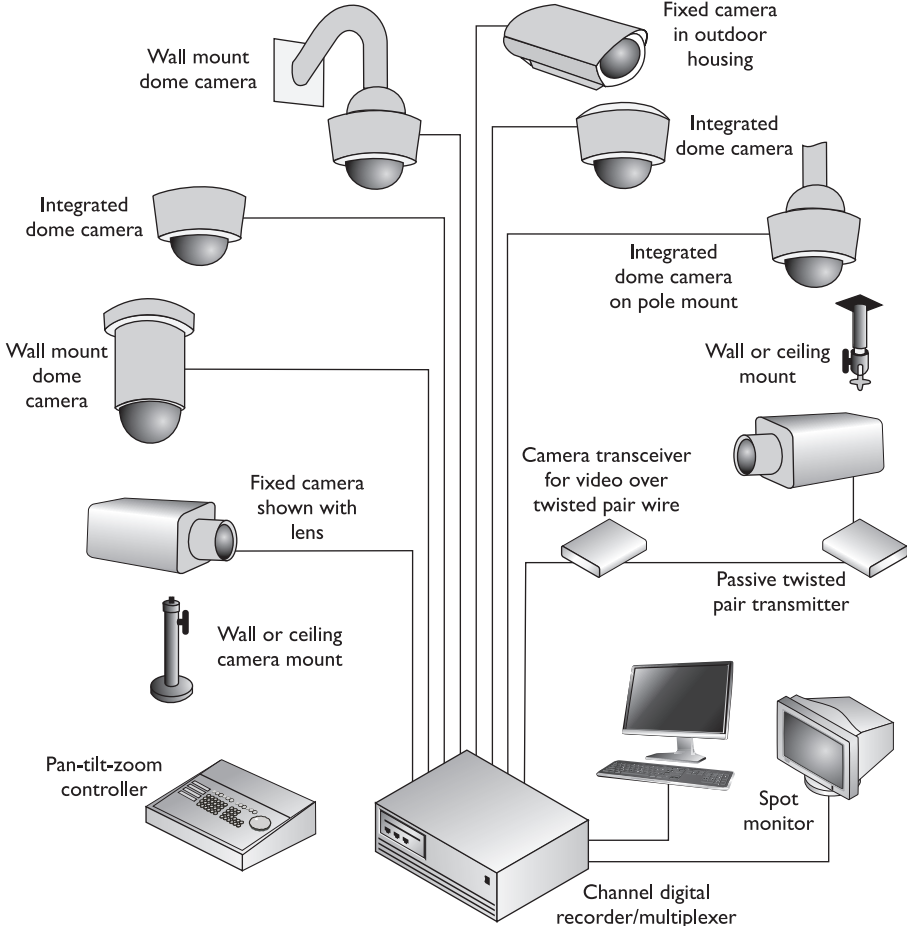 Fixed camera
in outdoor
housing
Wall mount
dome camera
Integrated
dome camera
Integrated
dome camera
Integrated
dome camera
on pole mount
Wall mount
dome
camera
Wall or ceiling
mount
Camera transceiver
for video over
twisted pair wire
Fixed camera
shown with
lens
Passive twisted
pair transmitter
Wall or ceiling
camera mount
Pan-tilt-zoom
controller
Spot
monitor
Channel digital
recorder/multiplexer